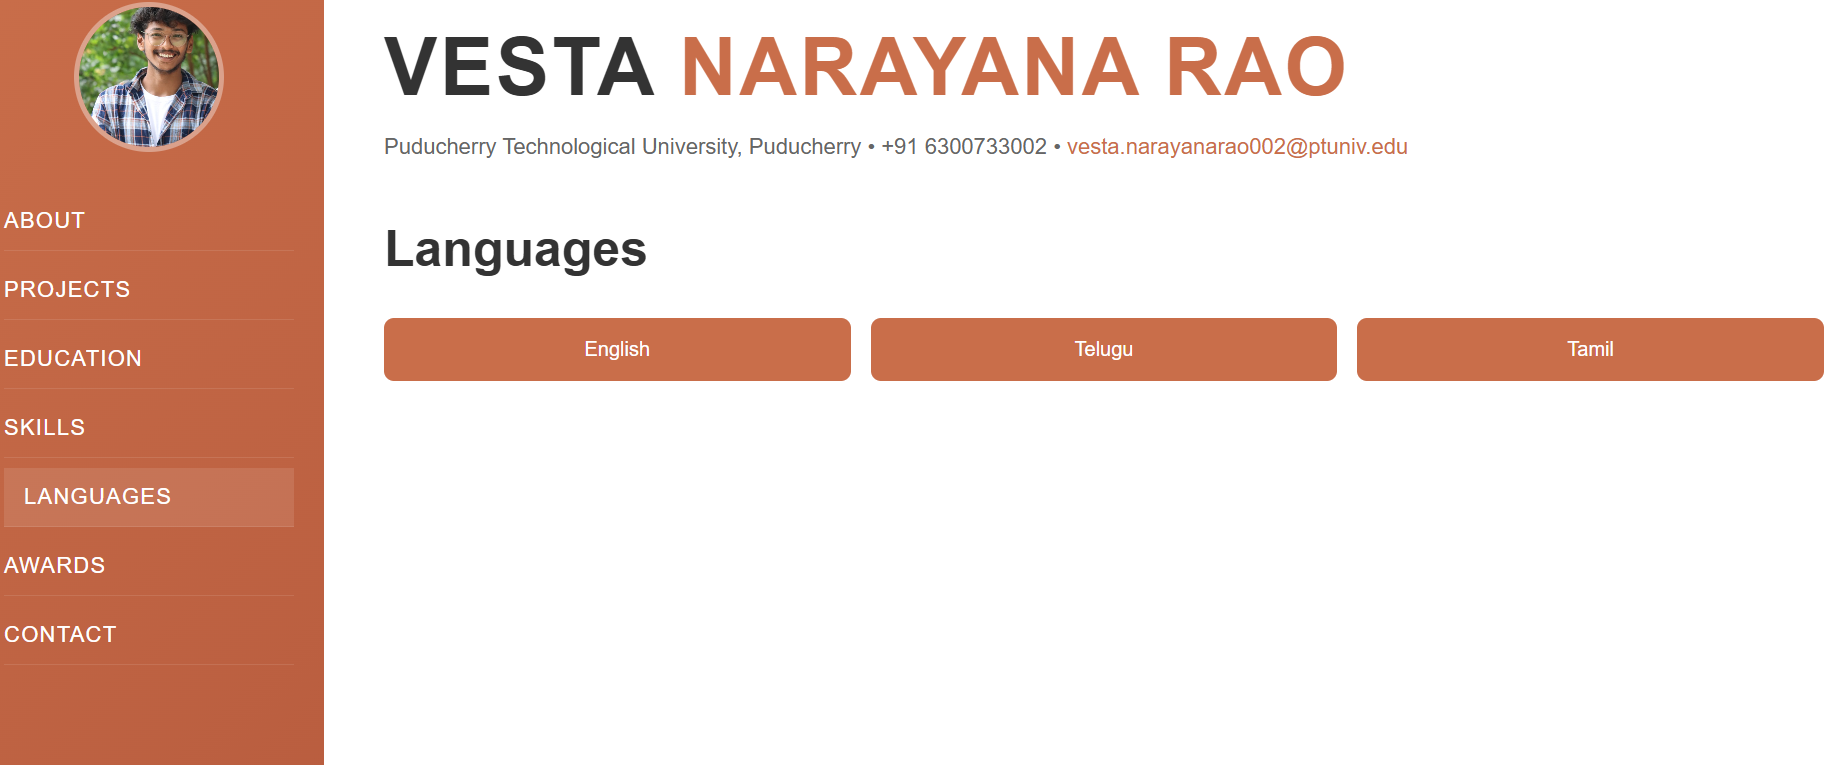 ABOUT
PROJECTS
EDUCATION
SKILLS
LANGUAGES
AWARDS
CONTACT
VESTA NARAYANA RAO
Puducherry Technological University, Puducherry • +91 6300733002 • vesta.narayanarao002@ptuniv.edu
Languages
English
Telugu
Tamil